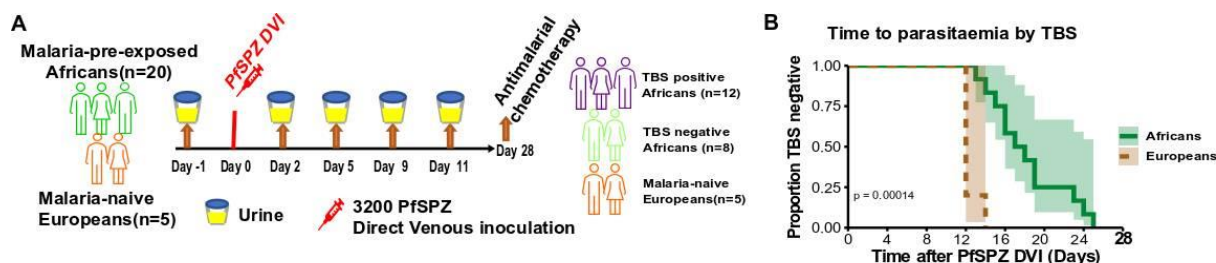 A
Malaria-pre-exposed
Africans(n=20)
Malaria-naive
Europeans(n=5)
PfSPZ DVI
Day -1
Day 0
Day 2
Day 5
Day 9
Day 11
Day 28
Antimalarial
chemotherapy
Urine
3200 PfSPZ
Direct Venous inoculation
TBS positive
Africans (n=12)
TBS negative
Africans (n=8)
Malaria-naive
Europeans(n=5)
B
Time to parasitaemia by TBS
Proportion TBS negative
1.00
0.75
0.50
0.25
0.00
p = 0.00014
0 4 8 12 16 20 24 28
Time after PfSPZ DVI (Days)
Africans
Europeans